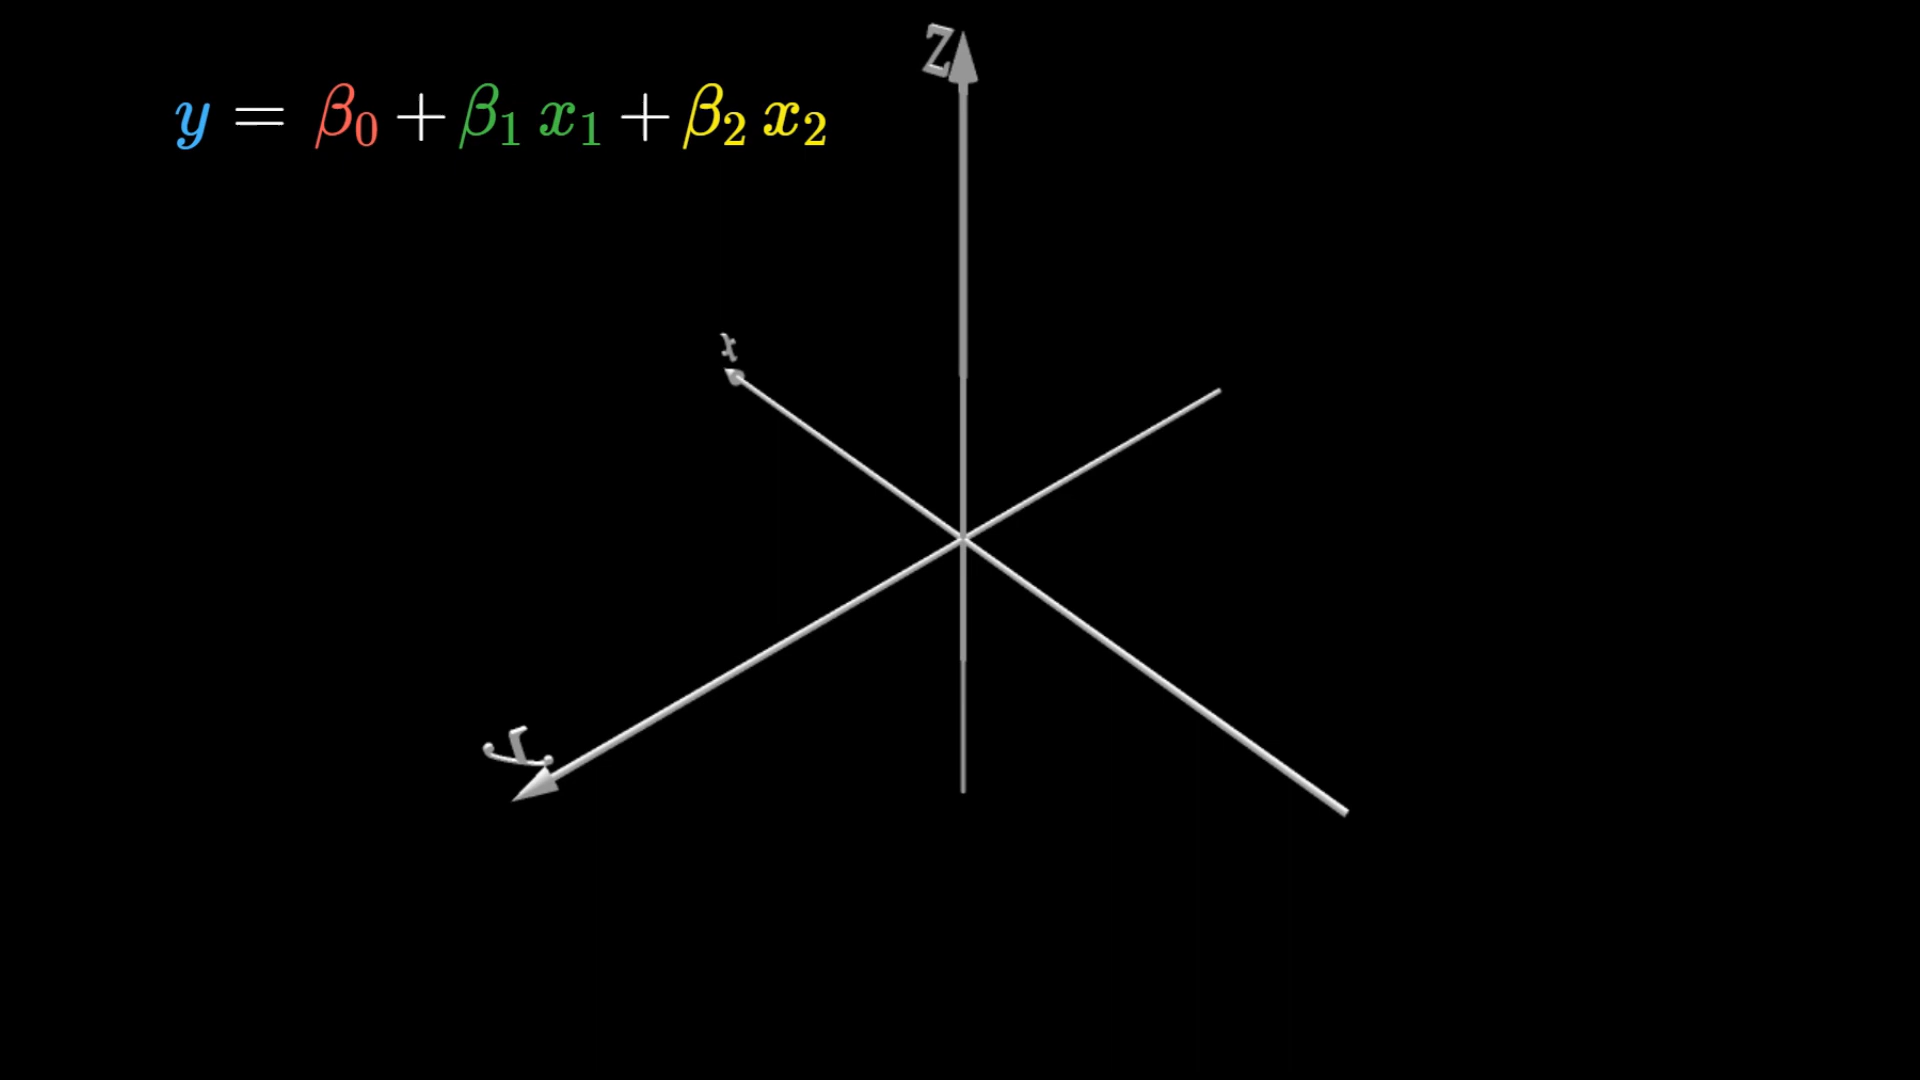 y = β₀ + β₁ x₁ + β₂ x₂
Z
x
y